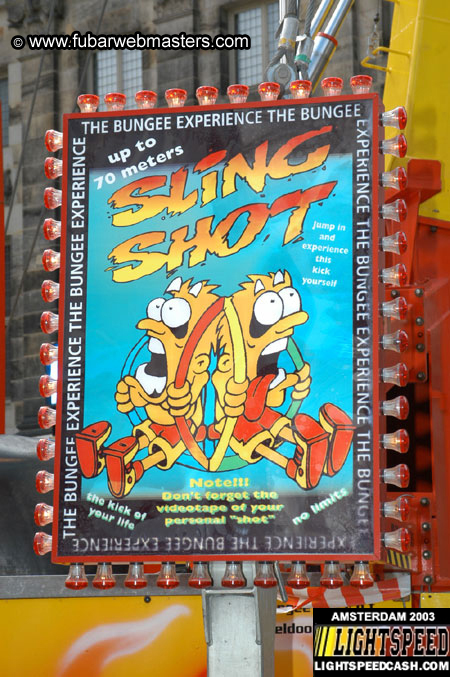 © www.fubarwebmasters.com
THE BUNGEE EXPERIENCE THE BUNGEE
EXPERIENCE THE BUNGEE EXPERIENCE
THE BUNGEE EXPERIENCE THE BUNGEE EXPERIENCE
up to
70 meters
SLING
SHOT
jump in
and
experience
this
kick
yourself
Note!!!
Don't forget the
videotape of your
personal "shot"
the kick of
your life
no limits
EXPERIENCE THE BUNGEE EXPERIENCE
AMSTERDAM 2003
LIGHTSPEED
LIGHTSPEEDCASH.COM